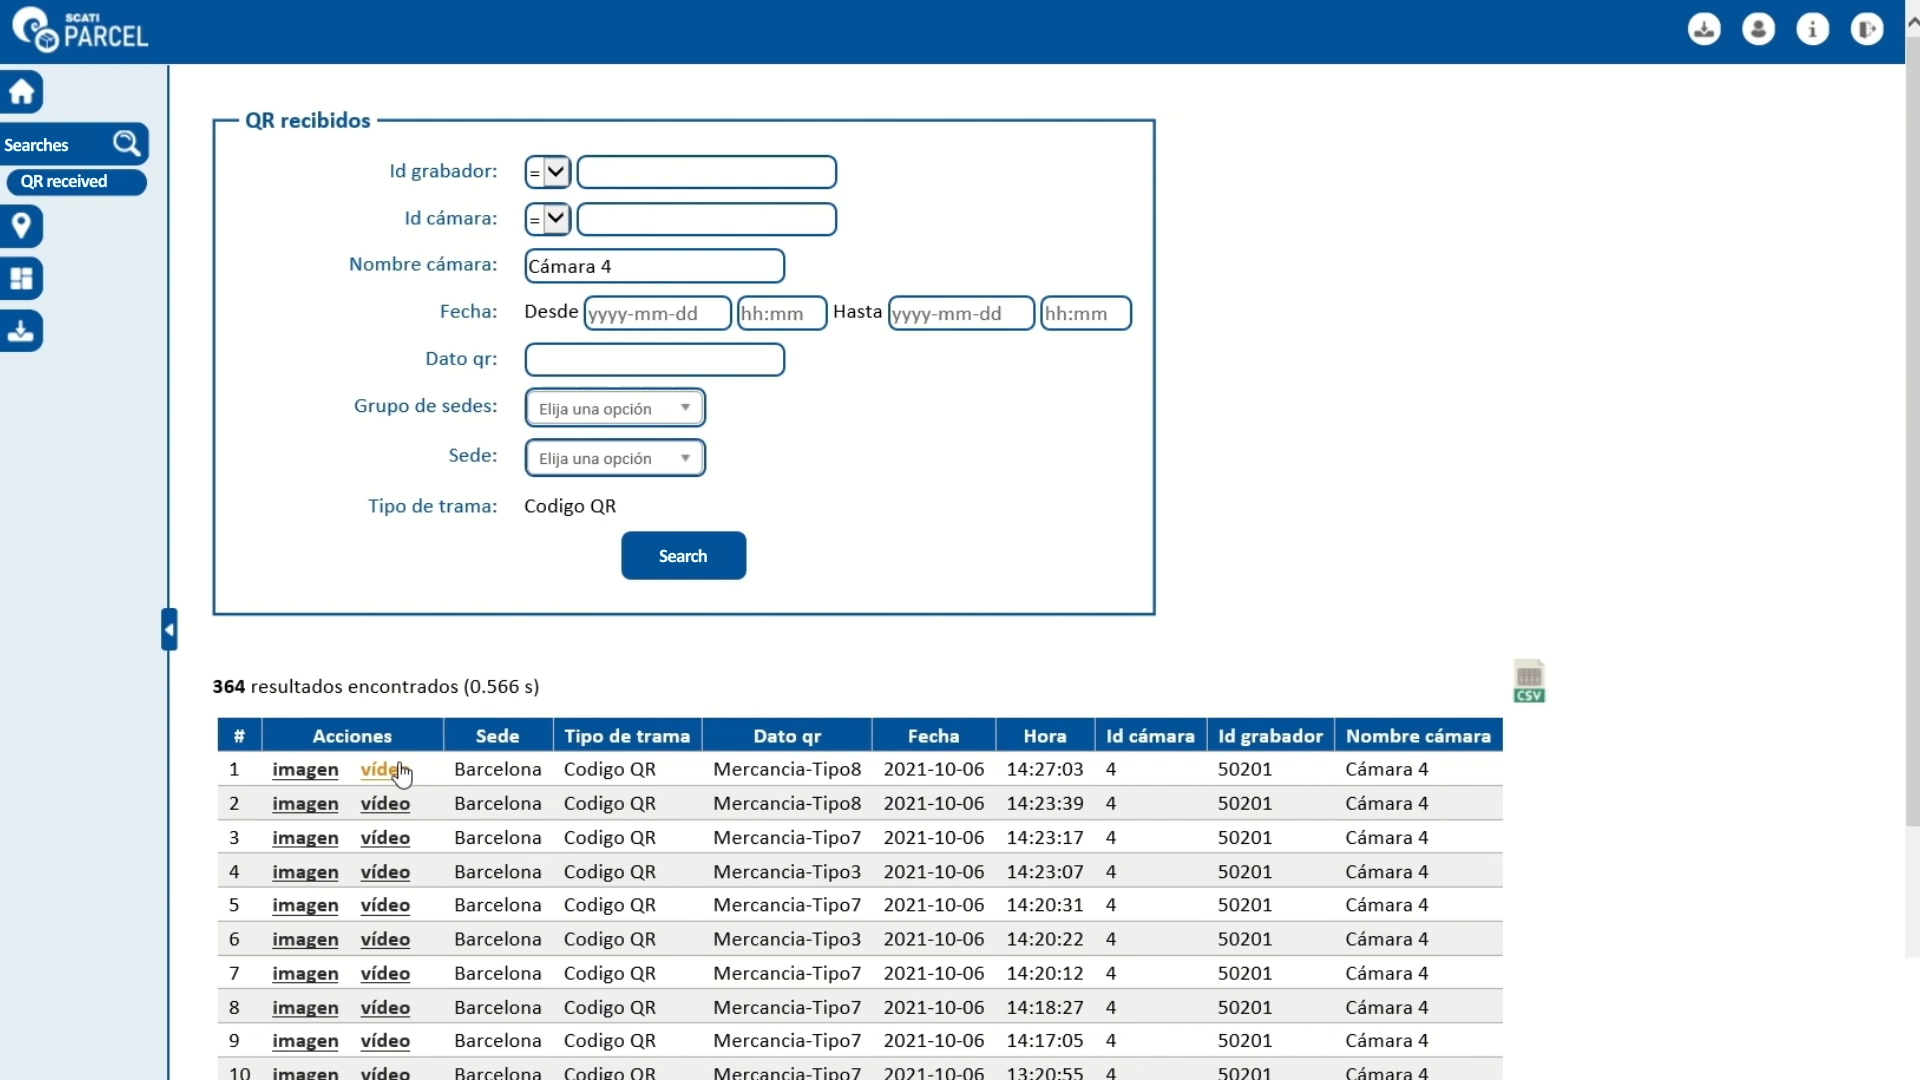 SCATI
PARCEL
Searches
QR received
QR recibidos
Id grabador: =
Id cámara: =
Nombre cámara: Cámara 4
Fecha: Desde yyyy-mm-dd hh:mm Hasta yyyy-mm-dd hh:mm
Dato qr:
Grupo de sedes: Elija una opción
Sede: Elija una opción
Tipo de trama: Codigo QR
Search
364 resultados encontrados (0.566 s)
CSV
# Acciones Sede Tipo de trama Dato qr Fecha Hora Id cámara Id grabador Nombre cámara
1 imagen vídeo Barcelona Codigo QR Mercancia-Tipo8 2021-10-06 14:27:03 4 50201 Cámara 4
2 imagen vídeo Barcelona Codigo QR Mercancia-Tipo8 2021-10-06 14:23:39 4 50201 Cámara 4
3 imagen vídeo Barcelona Codigo QR Mercancia-Tipo7 2021-10-06 14:23:17 4 50201 Cámara 4
4 imagen vídeo Barcelona Codigo QR Mercancia-Tipo3 2021-10-06 14:23:07 4 50201 Cámara 4
5 imagen vídeo Barcelona Codigo QR Mercancia-Tipo7 2021-10-06 14:20:31 4 50201 Cámara 4
6 imagen vídeo Barcelona Codigo QR Mercancia-Tipo3 2021-10-06 14:20:22 4 50201 Cámara 4
7 imagen vídeo Barcelona Codigo QR Mercancia-Tipo7 2021-10-06 14:20:12 4 50201 Cámara 4
8 imagen vídeo Barcelona Codigo QR Mercancia-Tipo7 2021-10-06 14:18:27 4 50201 Cámara 4
9 imagen vídeo Barcelona Codigo QR Mercancia-Tipo7 2021-10-06 14:17:05 4 50201 Cámara 4
10 imagen vídeo Barcelona Codigo QR Mercancia-Tipo7 2021-10-06 13:20:55 4 50201 Cámara 4